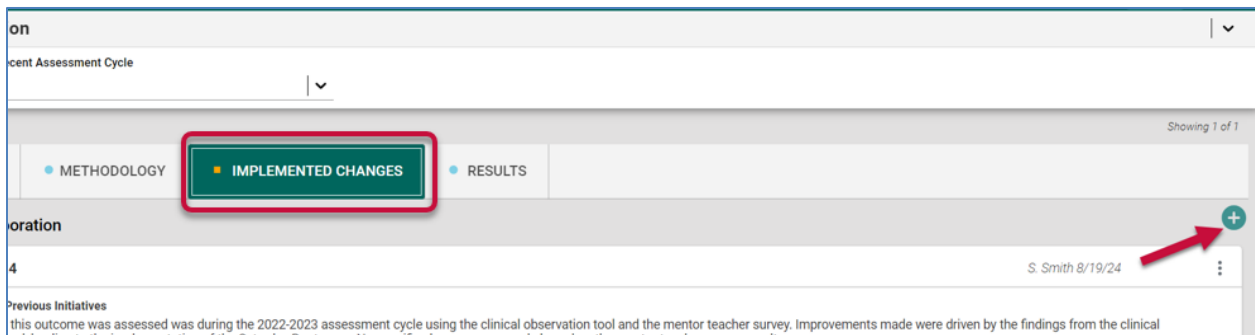 on
ecent Assessment Cycle
Showing 1 of 1
METHODOLOGY
IMPLEMENTED CHANGES
RESULTS
oration
4
S. Smith 8/19/24
Previous Initiatives
this outcome was assessed was during the 2022-2023 assessment cycle using the clinical observation tool and the mentor teacher survey. Improvements made were driven by the findings from the clinical